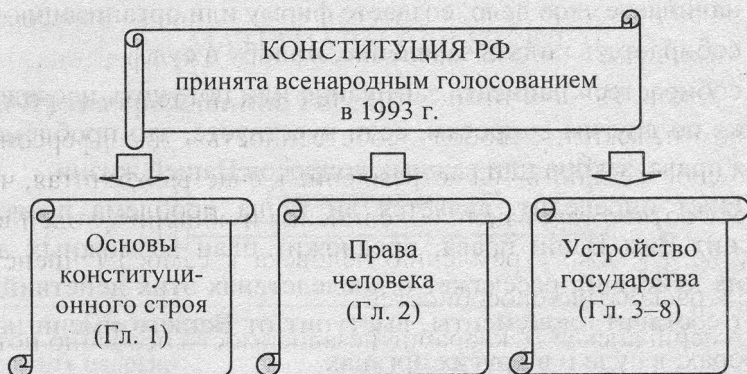 КОНСТИТУЦИЯ РФ
принята всенародным голосованием
в 1993 г.
Основы
конституци-
онного строя
(Гл. 1)
Права
человека
(Гл. 2)
Устройство
государства
(Гл. 3–8)